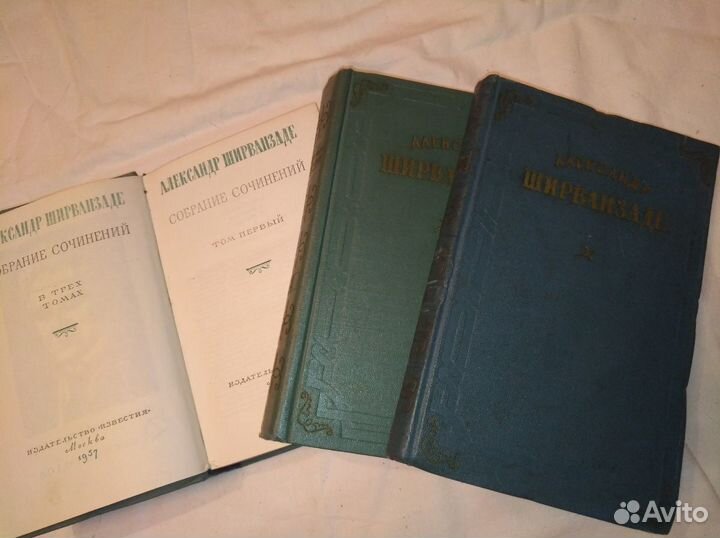 АЛЕКСАНДР ШИРВАНЗАДЕ
СОБРАНИЕ СОЧИНЕНИЙ
В ТРЕХ
ТОМАХ
ИЗДАТЕЛЬСТВО «ИЗВЕСТИЯ»
Москва
1957
АЛЕКСАНДР ШИРВАНЗАДЕ
СОБРАНИЕ СОЧИНЕНИЙ
ТОМ ПЕРВЫЙ
АЛЕКСАНДР
ШИРВАНЗАДЕ
Avito